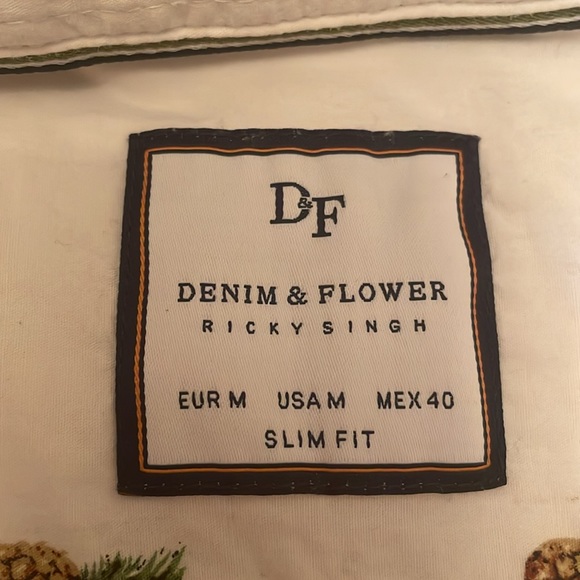 D&F
DENIM & FLOWER
RICKY SINGH
EUR M USA M MEX 40
SLIM FIT